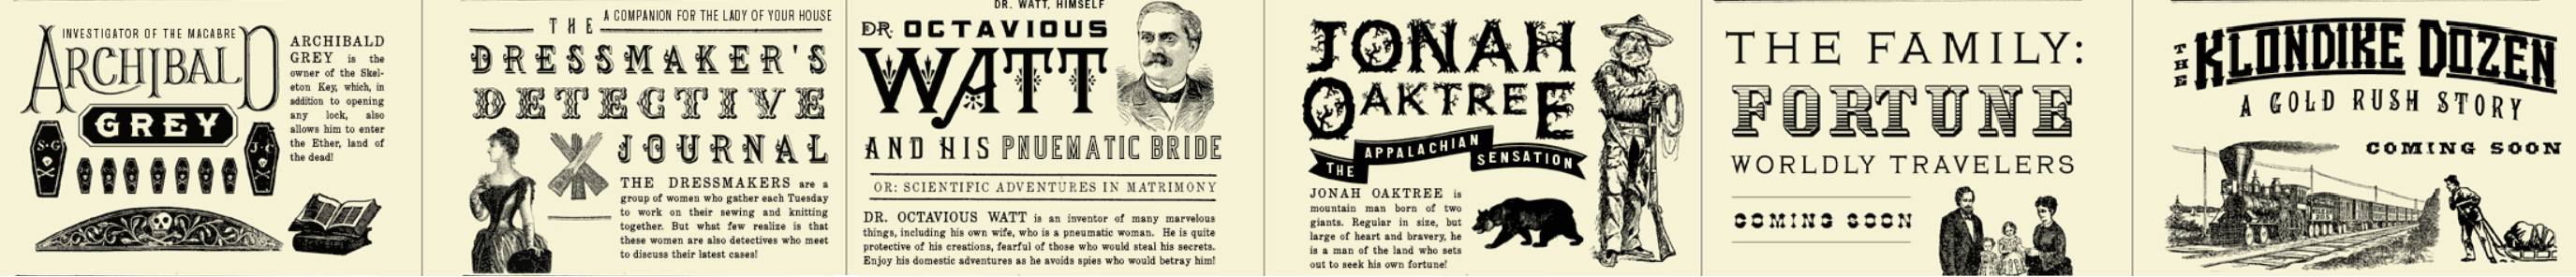 INVESTIGATOR OF THE MACABRE
ARCHIBALD
GREY
S·G
J·C
ARCHIBALD
GREY is the
owner of the Skel-
eton Key, which, in
addition to opening
any lock, also
allows him to enter
the Ether, land of
the dead!
A COMPANION FOR THE LADY OF YOUR HOUSE
THE
DRESSMAKER'S
DETECTIVE
JOURNAL
THE DRESSMAKERS are a
group of women who gather each Tuesday
to work on their sewing and knitting
together. But what few realize is that
these women are also detectives who meet
to discuss their latest cases!
DR. WATT, HIMSELF
DR. OCTAVIOUS
WATT
AND HIS PNUEMATIC BRIDE
OR: SCIENTIFIC ADVENTURES IN MATRIMONY
DR. OCTAVIOUS WATT is an inventor of many marvelous
things, including his own wife, who is a pneumatic woman. He is quite
protective of his creations, fearful of those who would steal his secrets.
Enjoy his domestic adventures as he avoids spies who would betray him!
JONAH
OAKTREE
THE APPALACHIAN SENSATION
JONAH OAKTREE is
mountain man born of two
giants. Regular in size, but
large of heart and bravery, he
is a man of the land who sets
out to seek his own fortune!
THE FAMILY:
FORTUNE
WORLDLY TRAVELERS
COMING SOON
THE KLONDIKE DOZEN
A GOLD RUSH STORY
COMING SOON